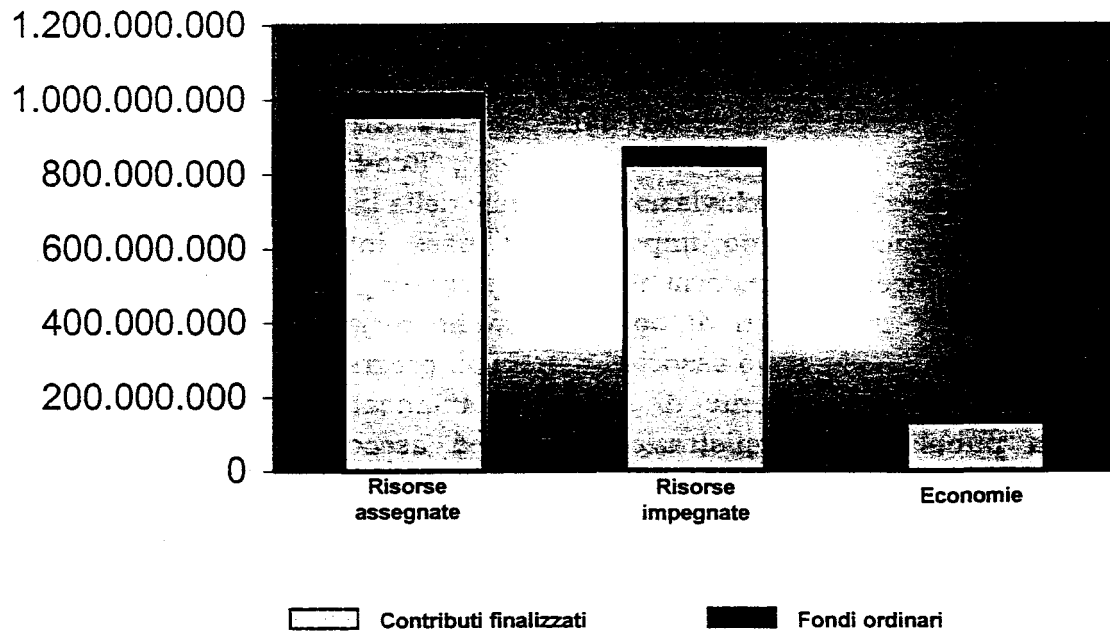 1.200.000.000
1.000.000.000
800.000.000
600.000.000
400.000.000
200.000.000
0
Risorse
assegnate
Risorse
impegnate
Economie
Contributi finalizzati
Fondi ordinari